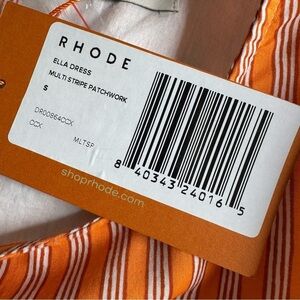 RHODE
ELLA DRESS
MULTI STRIPE PATCHWORK
S
DR00864CCX
CCX MLTSP
8 40343 24016 5
shoprhode.com